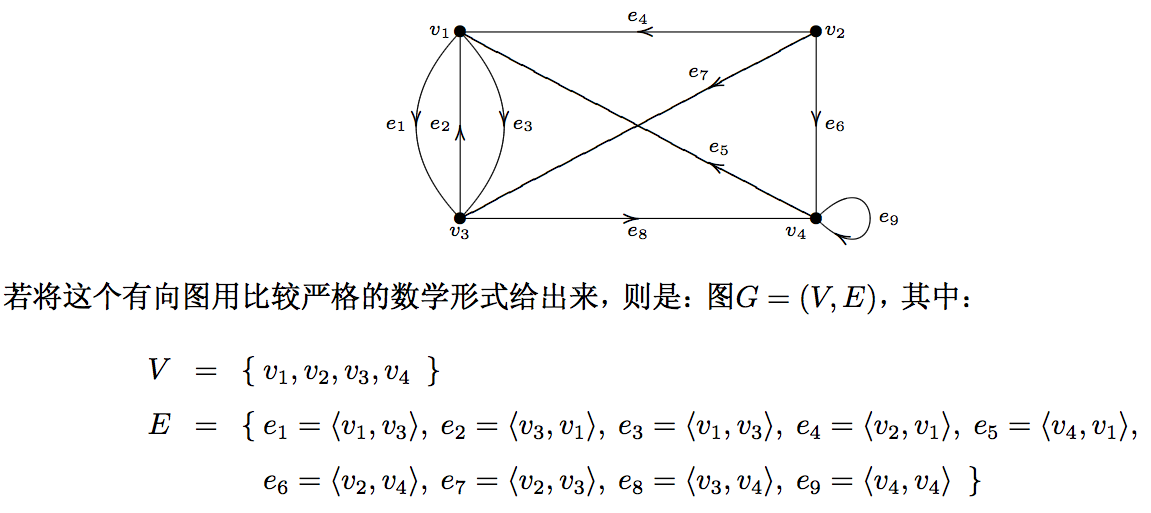 e₄
v₁ v₂
e₇
e₁ e₂ e₃ e₆
e₅
e₉
v₃ e₈ v₄
若将这个有向图用比较严格的数学形式给出来，则是：图G = (V, E)，其中：
V = { v₁, v₂, v₃, v₄ }
E = { e₁ = ⟨v₁, v₃⟩, e₂ = ⟨v₃, v₁⟩, e₃ = ⟨v₁, v₃⟩, e₄ = ⟨v₂, v₁⟩, e₅ = ⟨v₄, v₁⟩,
e₆ = ⟨v₂, v₄⟩, e₇ = ⟨v₂, v₃⟩, e₈ = ⟨v₃, v₄⟩, e₉ = ⟨v₄, v₄⟩ }